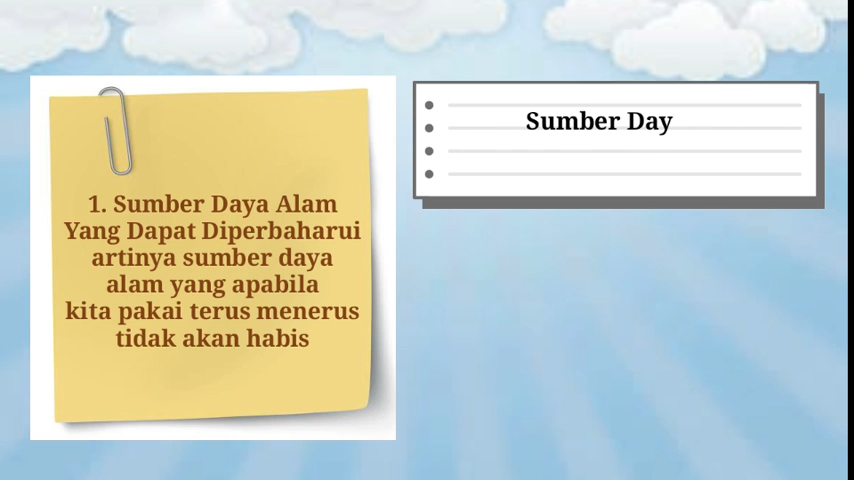 1. Sumber Daya Alam
Yang Dapat Diperbaharui
artinya sumber daya
alam yang apabila
kita pakai terus menerus
tidak akan habis
Sumber Day